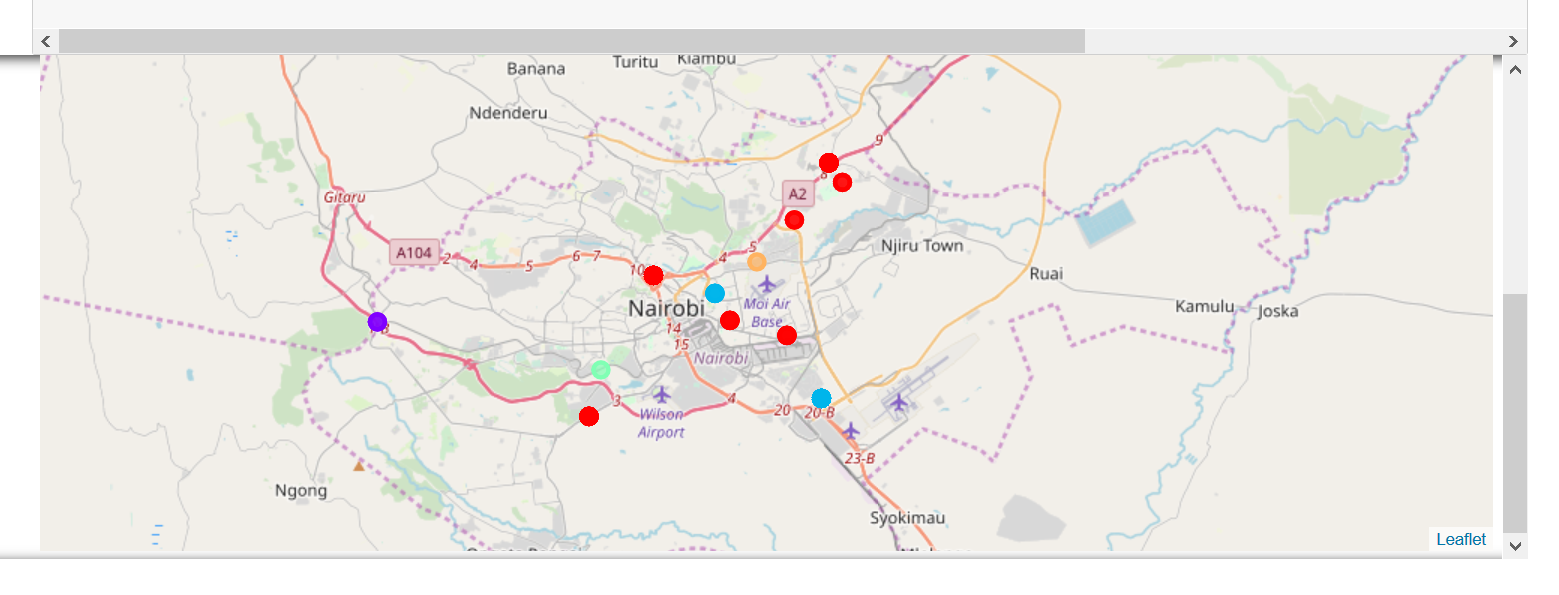 Banana
Turitu
Kiambu
Ndenderu
9
8
Gitaru
A2
A104
2
4
5
6
7
10
4
5
Njiru Town
Ruai
Nairobi
Moi Air
Base
Kamulu
Joska
14
15
Nairobi
3
Wilson
Airport
4
20
20-B
23-B
Ngong
Syokimau
Leaflet